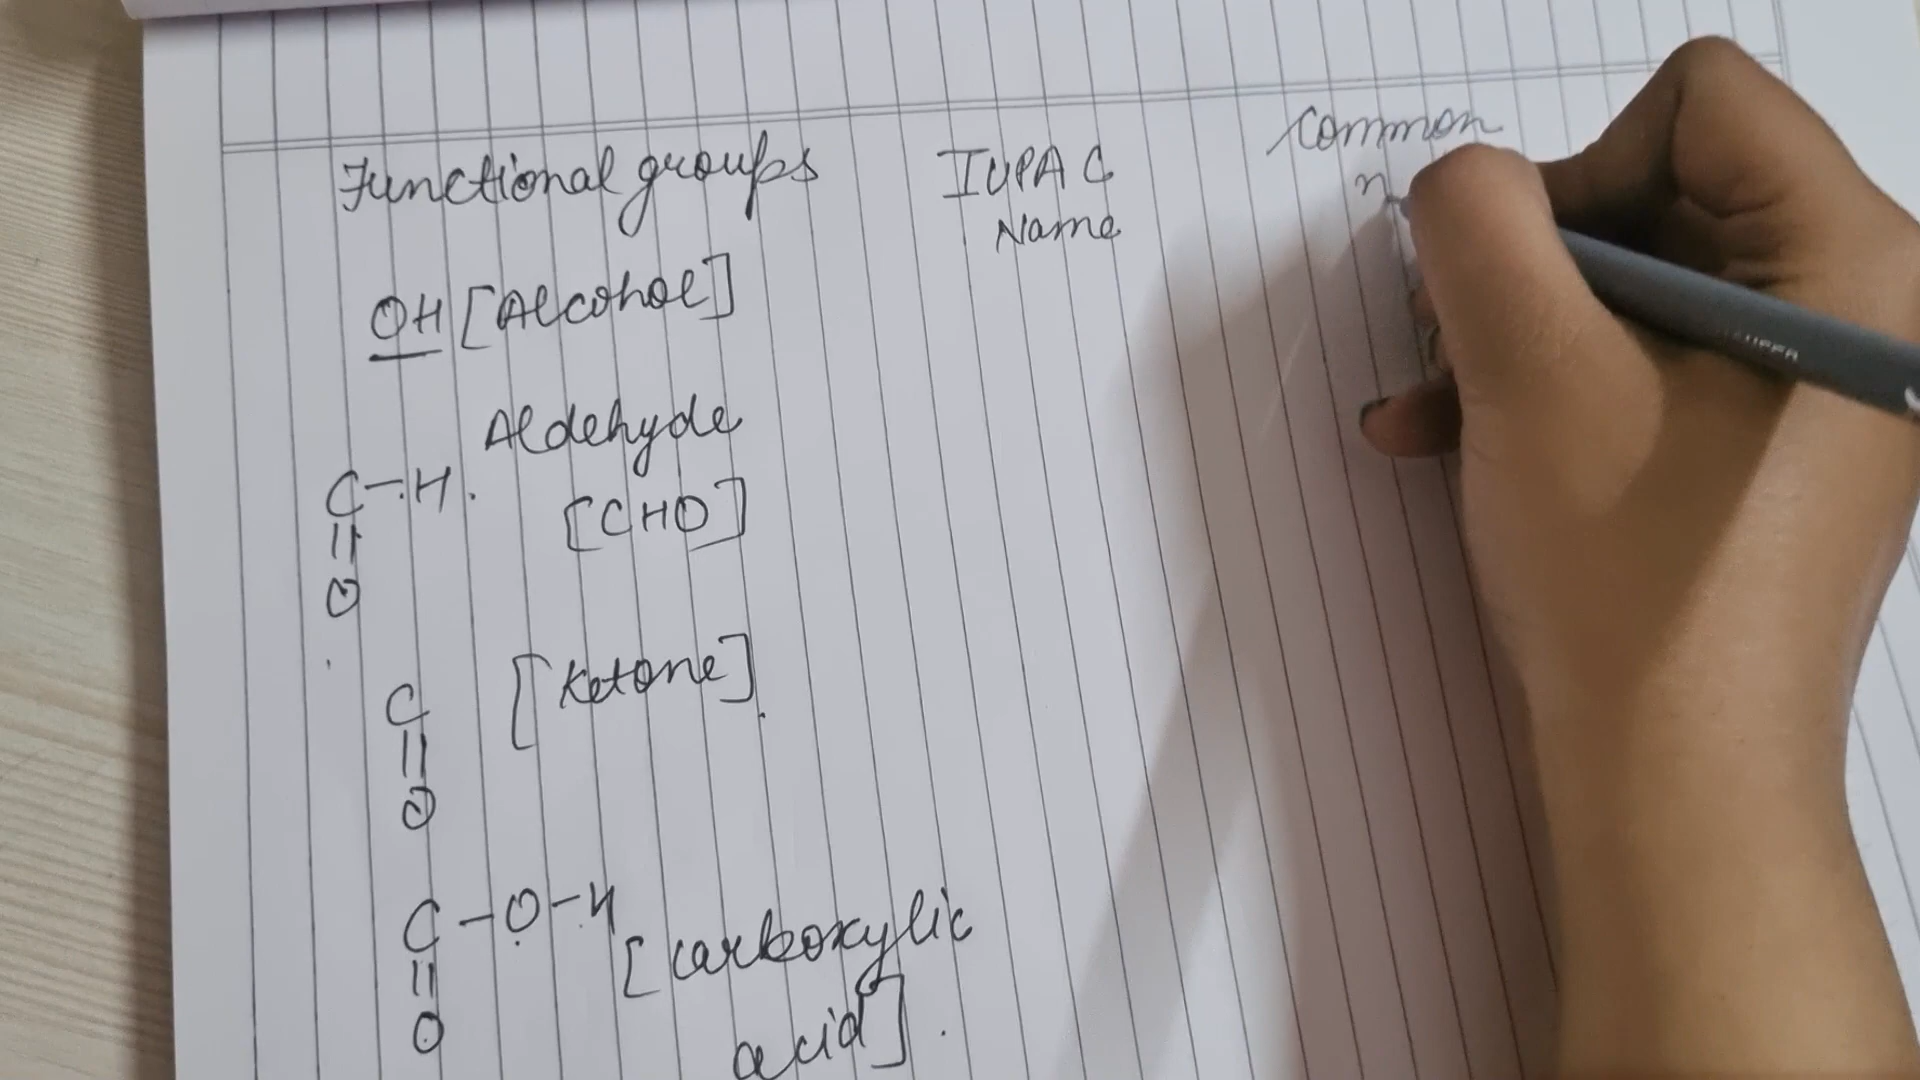 Functional groups
IUPAC
Name
Common
OH [Alcohol]
Aldehyde
C-H.
||
O
[CHO]
C
||
O
[Ketone].
C-O-H
||
O
[carboxylic
acid].